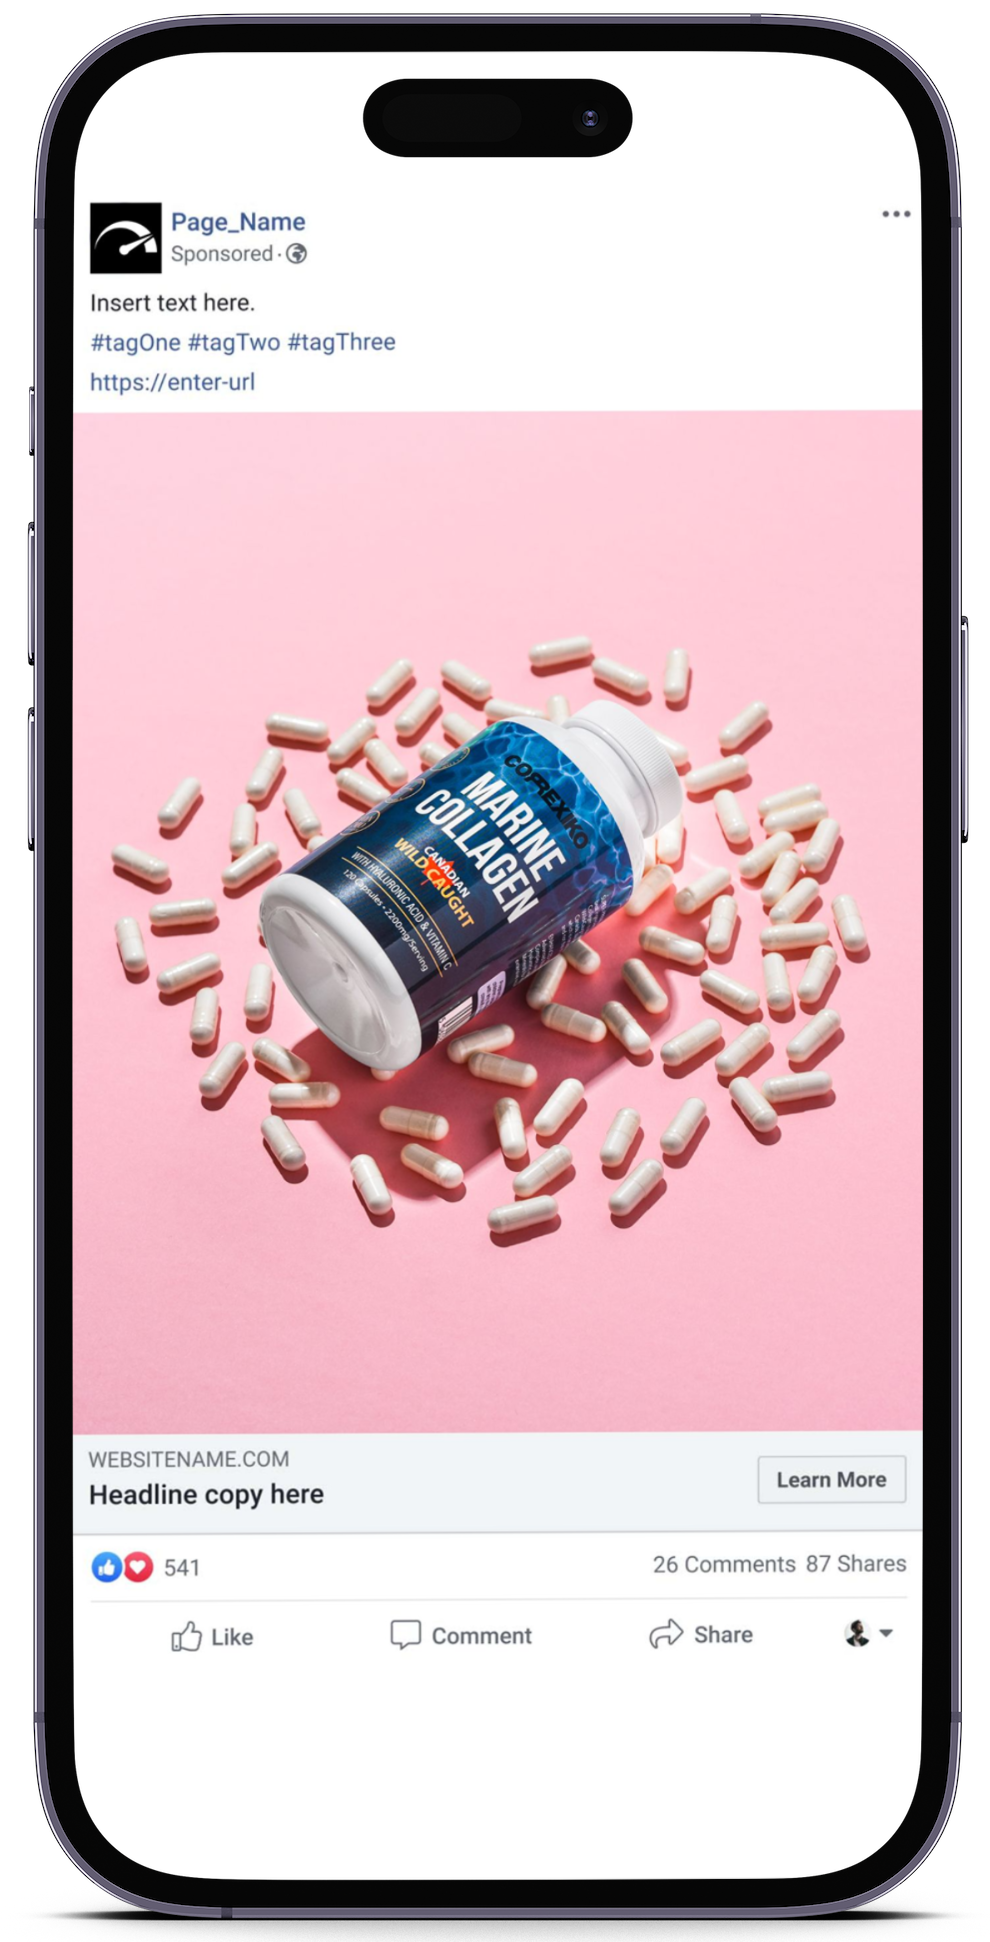 Page_Name
Sponsored ·
Insert text here.
#tagOne #tagTwo #tagThree
https://enter-url
CORREXIKO
MARINE
COLLAGEN
CANADIAN
WILD CAUGHT
WITH HYALURONIC ACID & VITAMIN C
120 Capsules • 2200mg/Serving
WEBSITENAME.COM
Headline copy here
Learn More
541
26 Comments 87 Shares
Like
Comment
Share